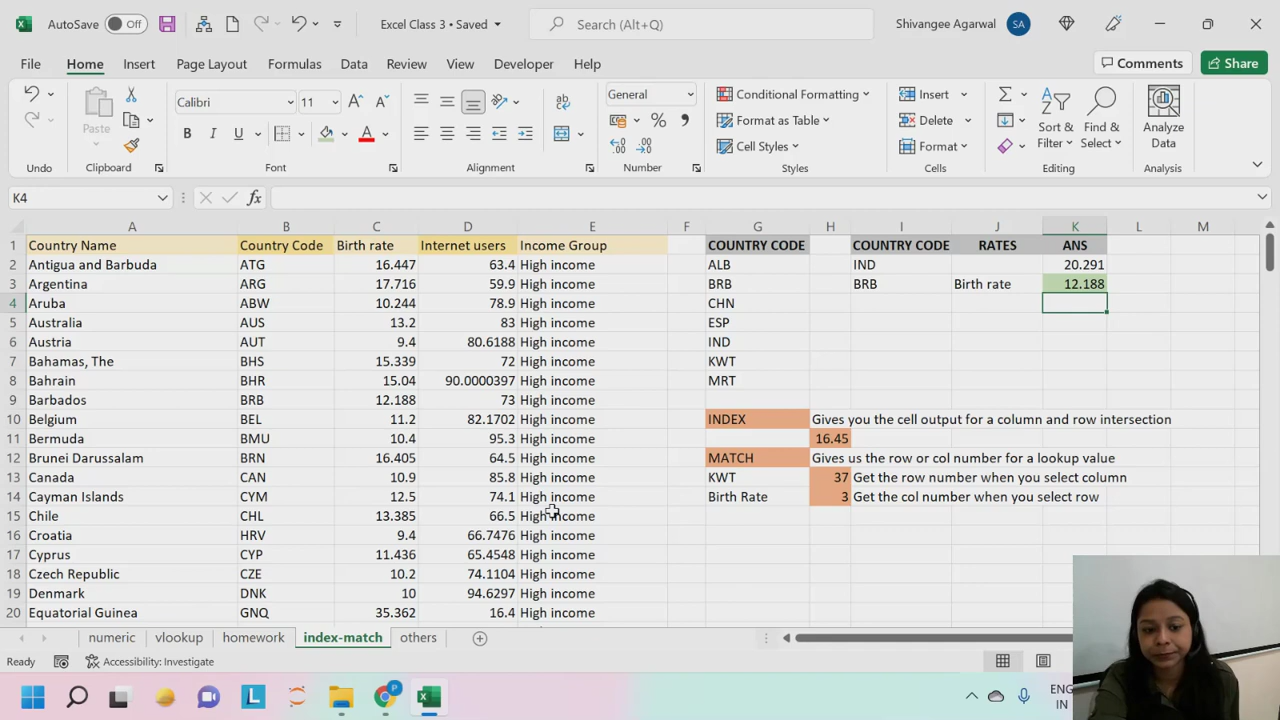 AutoSave Off Excel Class 3 • Saved Search (Alt+Q) Shivangee Agarwal SA
File Home Insert Page Layout Formulas Data Review View Developer Help Comments Share
Calibri 11 General Conditional Formatting Insert
Paste Format as Table Delete Sort & Find & Analyze
B I U A Cell Styles Format Filter Select Data
Undo Clipboard Font Alignment Number Styles Cells Editing Analysis
K4 fx
A B C D E F G H I J K L M
1 Country Name Country Code Birth rate Internet users Income Group COUNTRY CODE COUNTRY CODE RATES ANS
2 Antigua and Barbuda ATG 16.447 63.4 High income ALB IND 20.291
3 Argentina ARG 17.716 59.9 High income BRB BRB Birth rate 12.188
4 Aruba ABW 10.244 78.9 High income CHN
5 Australia AUS 13.2 83 High income ESP
6 Austria AUT 9.4 80.6188 High income IND
7 Bahamas, The BHS 15.339 72 High income KWT
8 Bahrain BHR 15.04 90.0000397 High income MRT
9 Barbados BRB 12.188 73 High income
10 Belgium BEL 11.2 82.1702 High income INDEX Gives you the cell output for a column and row intersection
11 Bermuda BMU 10.4 95.3 High income 16.45
12 Brunei Darussalam BRN 16.405 64.5 High income MATCH Gives us the row or col number for a lookup value
13 Canada CAN 10.9 85.8 High income KWT 37 Get the row number when you select column
14 Cayman Islands CYM 12.5 74.1 High income Birth Rate 3 Get the col number when you select row
15 Chile CHL 13.385 66.5 High income
16 Croatia HRV 9.4 66.7476 High income
17 Cyprus CYP 11.436 65.4548 High income
18 Czech Republic CZE 10.2 74.1104 High income
19 Denmark DNK 10 94.6297 High income
20 Equatorial Guinea GNQ 35.362 16.4 High income
numeric vlookup homework index-match others
Ready Accessibility: Investigate
ENG
IN